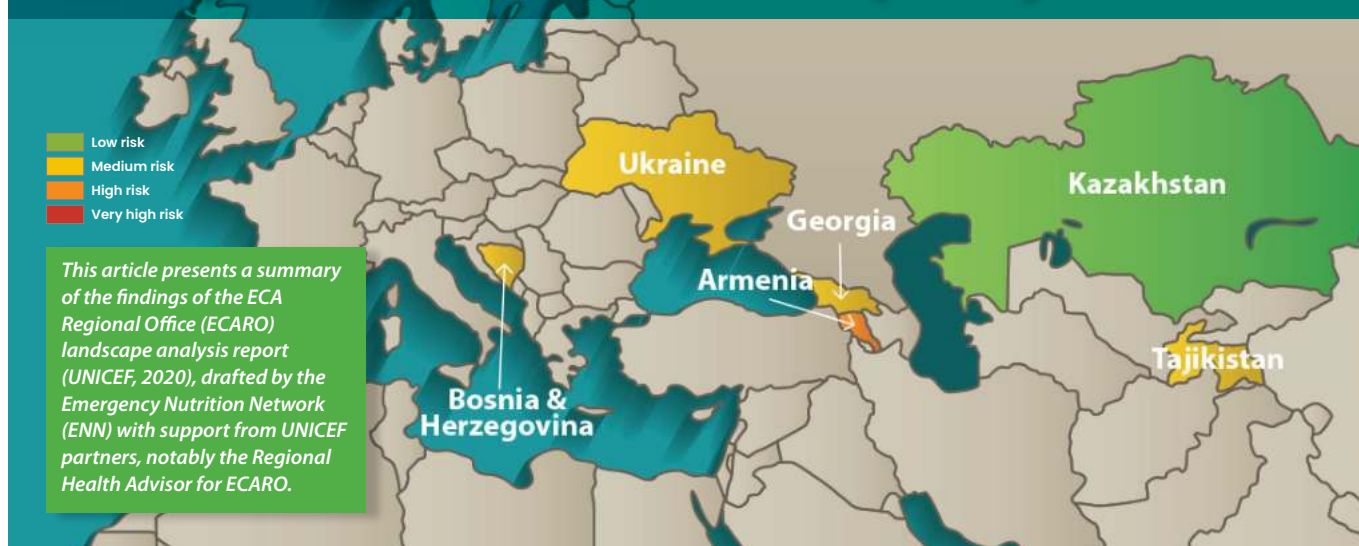 Low risk
Medium risk
High risk
Very high risk
This article presents a summary
of the findings of the ECA
Regional Office (ECARO)
landscape analysis report
(UNICEF, 2020), drafted by the
Emergency Nutrition Network
(ENN) with support from UNICEF
partners, notably the Regional
Health Advisor for ECARO.
Ukraine
Kazakhstan
Georgia
Armenia
Tajikistan
Bosnia &
Herzegovina